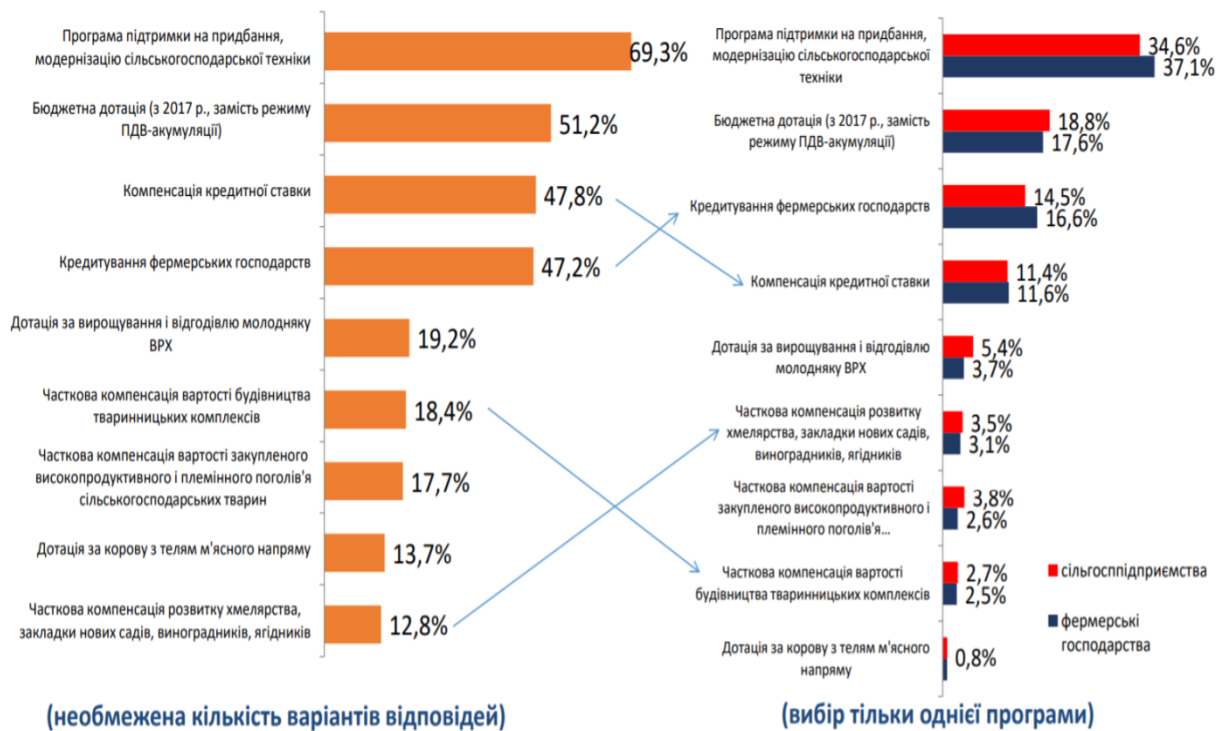 Програма підтримки на придбання,
модернізацію сільськогосподарської техніки
69,3%
Бюджетна дотація (з 2017 р., замість режиму
ПДВ-акумуляції)
51,2%
Компенсація кредитної ставки
47,8%
Кредитування фермерських господарств
47,2%
Дотація за вирощування і відгодівлю молодняку
ВРХ
19,2%
Часткова компенсація вартості будівництва
тваринницьких комплексів
18,4%
Часткова компенсація вартості закупленого
високопродуктивного і племінного поголів'я
сільськогосподарських тварин
17,7%
Дотація за корову з телям м'ясного напряму
13,7%
Часткова компенсація розвитку хмелярства,
закладки нових садів, виноградників, ягідників
12,8%
(необмежена кількість варіантів відповідей)
Програма підтримки на придбання,
модернізацію сільськогосподарської
техніки
34,6%
37,1%
Бюджетна дотація (з 2017 р., замість
режиму ПДВ-акумуляції)
18,8%
17,6%
Кредитування фермерських господарств
14,5%
16,6%
Компенсація кредитної ставки
11,4%
11,6%
Дотація за вирощування і відгодівлю
молодняку ВРХ
5,4%
3,7%
Часткова компенсація розвитку
хмелярства, закладки нових садів,
виноградників, ягідників
3,5%
3,1%
Часткова компенсація вартості
закупленого високопродуктивного і
племінного поголів'я...
3,8%
2,6%
Часткова компенсація вартості
будівництва тваринницьких комплексів
2,7%
2,5%
Дотація за корову з телям м'ясного
напряму
0,8%
сільгосппідприємства
фермерські
господарства
(вибір тільки однієї програми)